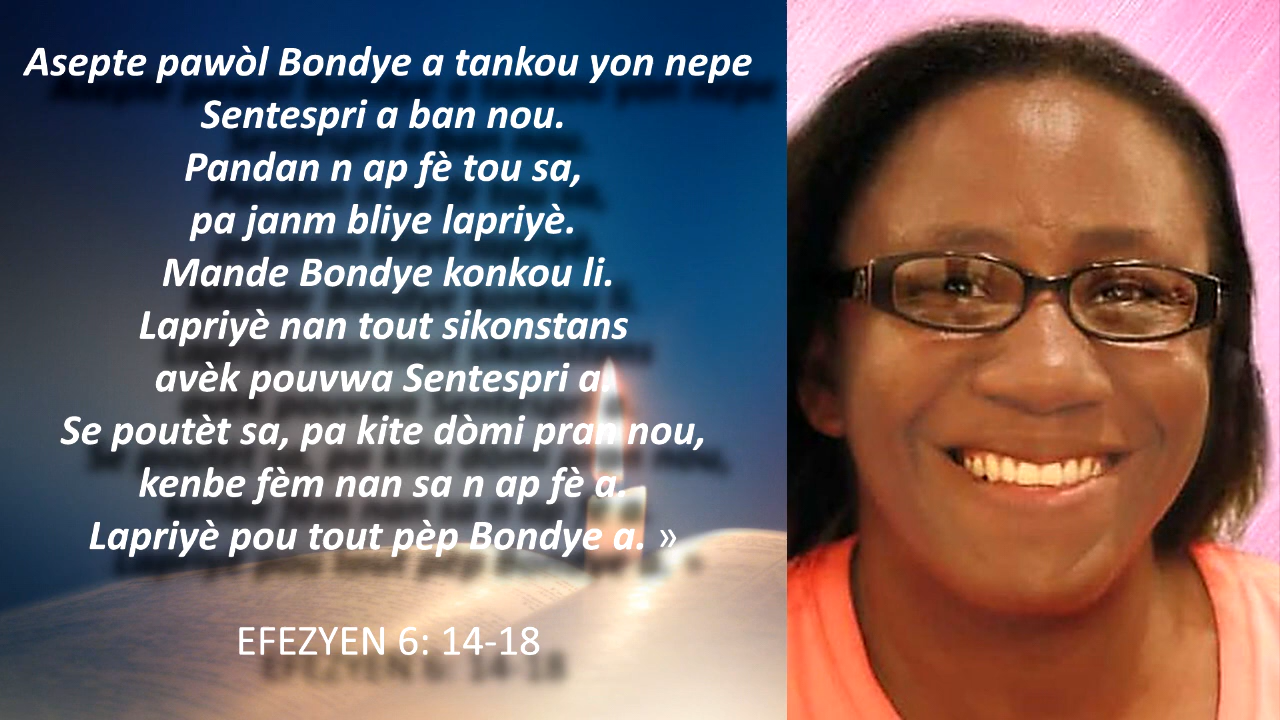 Asepte pawòl Bondye a tankou yon nepe
Sentespri a ban nou.
Pandan n ap fè tou sa,
pa janm bliye lapriyè.
Mande Bondye konkou li.
Lapriyè nan tout sikonstans
avèk pouvwa Sentespri a.
Se poutèt sa, pa kite dòmi pran nou,
kenbe fèm nan sa n ap fè a.
Lapriyè pou tout pèp Bondye a. »
EFEZYEN 6: 14-18